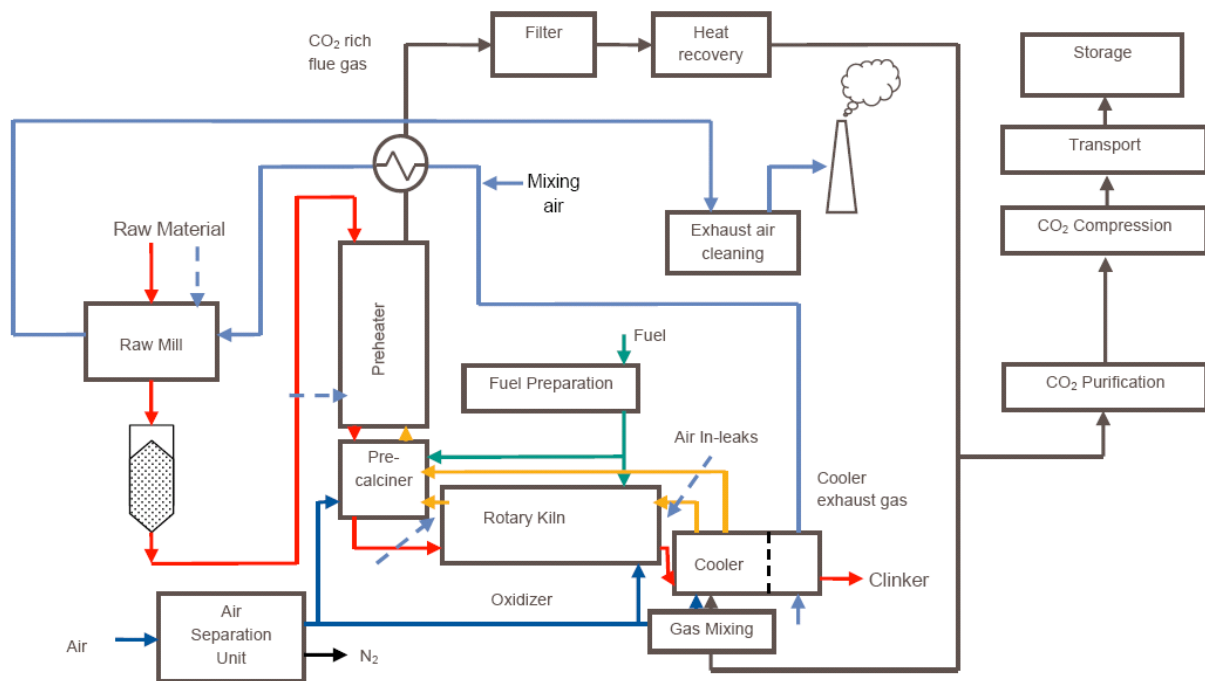 CO₂ rich
flue gas
Filter
Heat
recovery
Storage
Transport
Mixing
air
Exhaust air
cleaning
CO₂ Compression
Raw Material
Raw Mill
Preheater
Fuel
Fuel Preparation
CO₂ Purification
Air In-leaks
Pre-
calciner
Rotary Kiln
Cooler
exhaust gas
Cooler
Clinker
Oxidizer
Gas Mixing
Air
Air
Separation
Unit
N₂